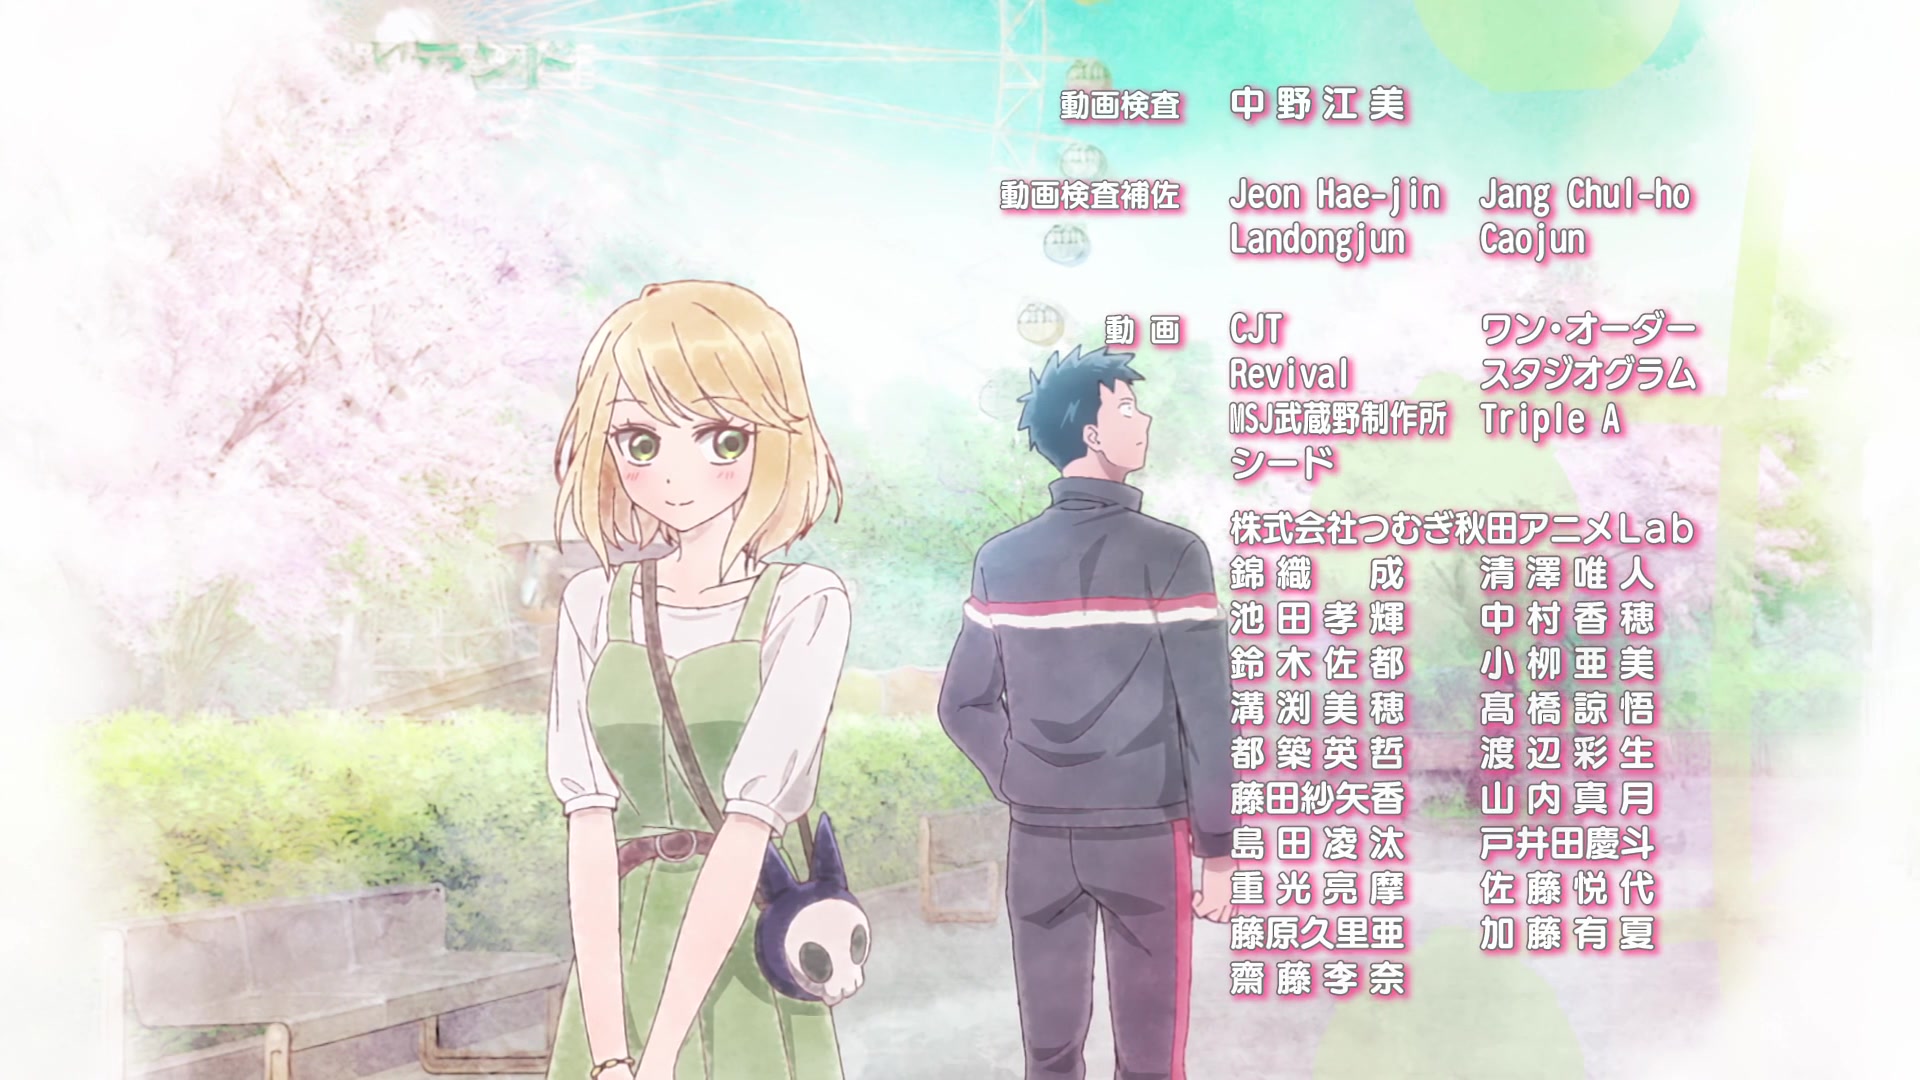 動画検査 中野江美
動画検査補佐 Jeon Hae-jin Jang Chul-ho
Landongjun Caojun
動画 CJT ワン・オーダー
Revival スタジオグラム
MSJ武蔵野制作所 Triple A
シード
株式会社つむぎ秋田アニメLab
錦織 成 清澤唯人
池田孝輝 中村香穂
鈴木佐都 小柳亜美
溝渕美穂 髙橋諒悟
都築英哲 渡辺彩生
藤田紗矢香 山内真月
島田凌汰 戸井田慶斗
重光亮摩 佐藤悦代
藤原久里亜 加藤有夏
齋藤李奈